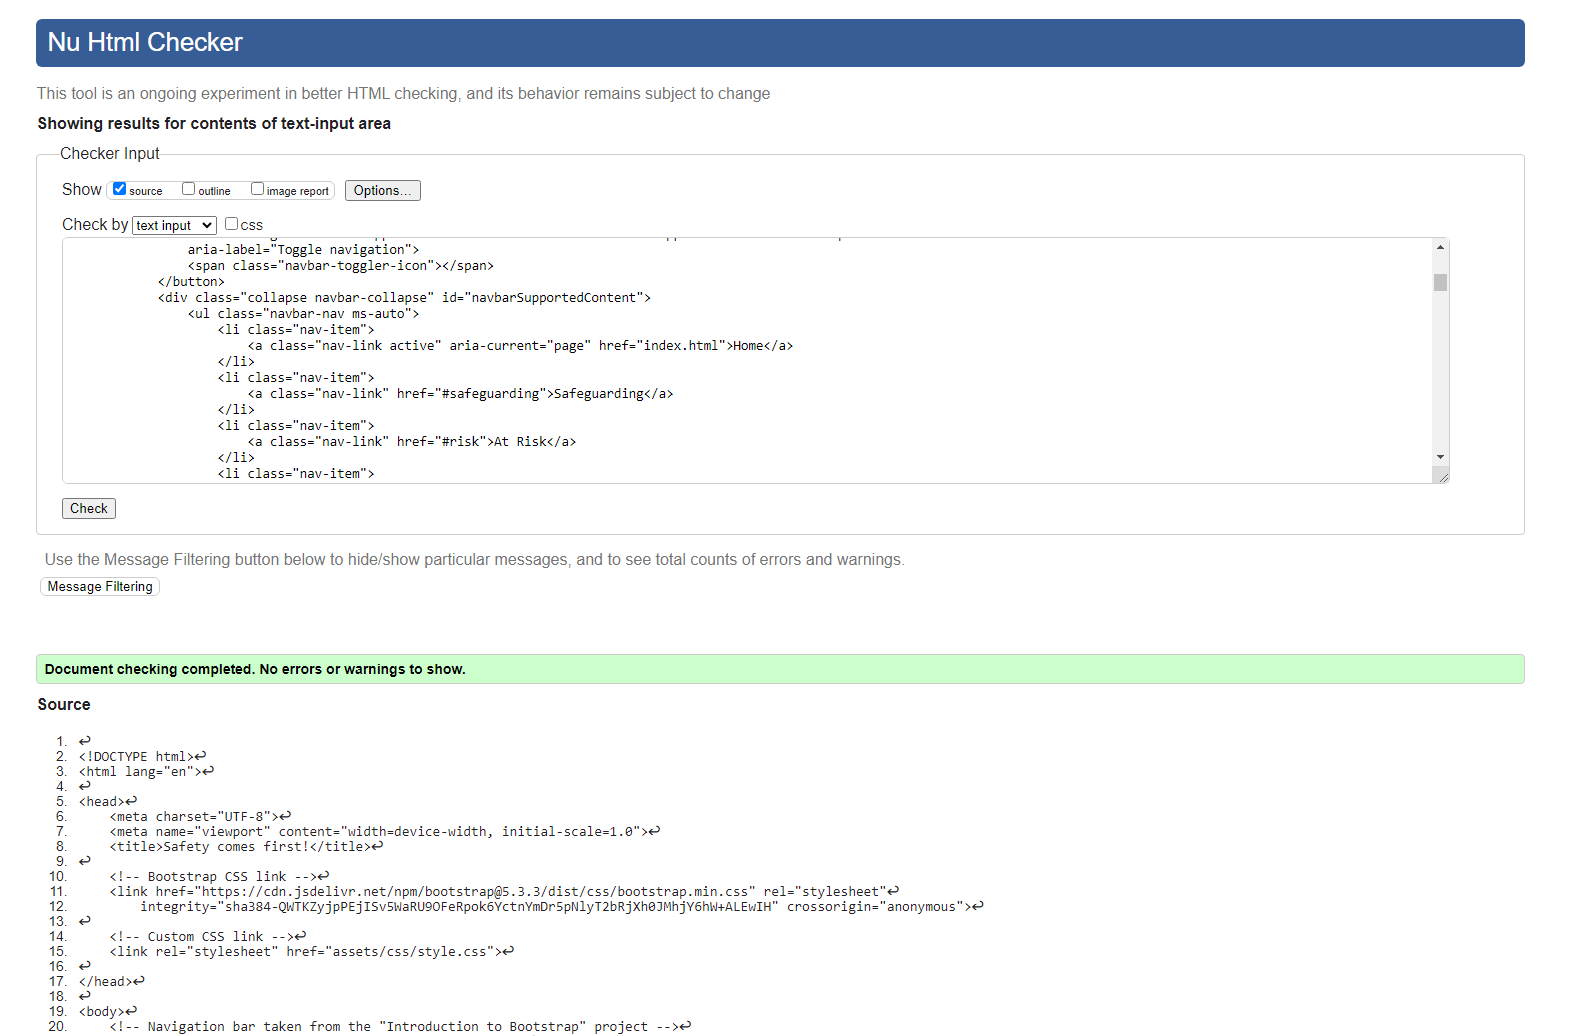 Nu Html Checker
This tool is an ongoing experiment in better HTML checking, and its behavior remains subject to change
Showing results for contents of text-input area
Checker Input
Show source outline image report Options...
Check by text input css
aria-label="Toggle navigation">
<span class="navbar-toggler-icon"></span>
</button>
<div class="collapse navbar-collapse" id="navbarSupportedContent">
<ul class="navbar-nav ms-auto">
<li class="nav-item">
<a class="nav-link active" aria-current="page" href="index.html">Home</a>
</li>
<li class="nav-item">
<a class="nav-link" href="#safeguarding">Safeguarding</a>
</li>
<li class="nav-item">
<a class="nav-link" href="#risk">At Risk</a>
</li>
<li class="nav-item">
Check
Use the Message Filtering button below to hide/show particular messages, and to see total counts of errors and warnings.
Message Filtering
Document checking completed. No errors or warnings to show.
Source
1. ↩
2. <!DOCTYPE html>↩
3. <html lang="en">↩
4. ↩
5. <head>↩
6. <meta charset="UTF-8">↩
7. <meta name="viewport" content="width=device-width, initial-scale=1.0">↩
8. <title>Safety comes first!</title>↩
9. ↩
10. <!-- Bootstrap CSS link -->↩
11. <link href="https://cdn.jsdelivr.net/npm/bootstrap@5.3.3/dist/css/bootstrap.min.css" rel="stylesheet"↩
12. integrity="sha384-QWTKZyjpPEjISv5WaRU9OFeRpok6YctnYmDr5pNlyT2bRjXh0JMhjY6hW+ALEwIH" crossorigin="anonymous">↩
13. ↩
14. <!-- Custom CSS link -->↩
15. <link rel="stylesheet" href="assets/css/style.css">↩
16. ↩
17. </head>↩
18. ↩
19. <body>↩
20. <!-- Navigation bar taken from the "Introduction to Bootstrap" project -->↩